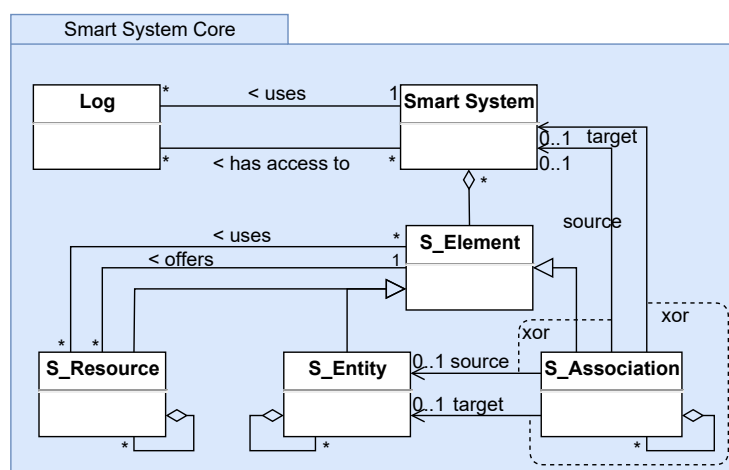 Smart System Core
Log
* < uses 1
Smart System
* < has access to *
0..1 target
0..1
*
source
< uses *
S_Element
< offers 1
xor
xor
* *
S_Resource
S_Entity
0..1 source
S_Association
0..1 target
*
*
*